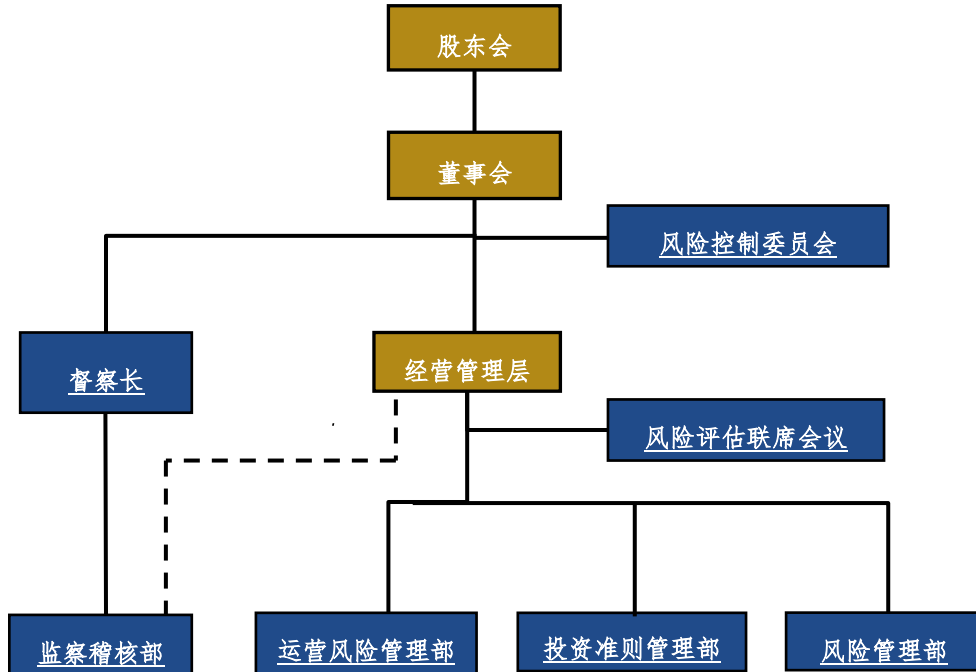 股东会
董事会
风险控制委员会
督察长
经营管理层
风险评估联席会议
监察稽核部
运营风险管理部
投资准则管理部
风险管理部